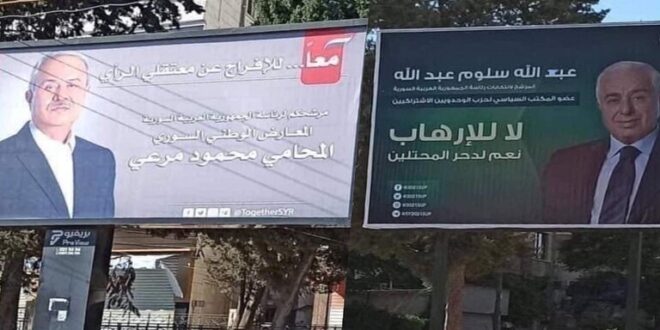 معاً... للإفراج عن معتقلي الرأي
مرشحكم لرئاسة الجمهورية العربية السورية
المعارض الوطني السوري
المحامي محمود مرعي
@TogetherSYR
بريفيو
PreView
عبد الله سلوم عبد الله
المرشح لانتخابات رئاسة الجمهورية العربية السورية
عضو المكتب السياسي لحزب الوحدويين الاشتراكيين
لا للإرهاب
نعم لدحر المحتلين